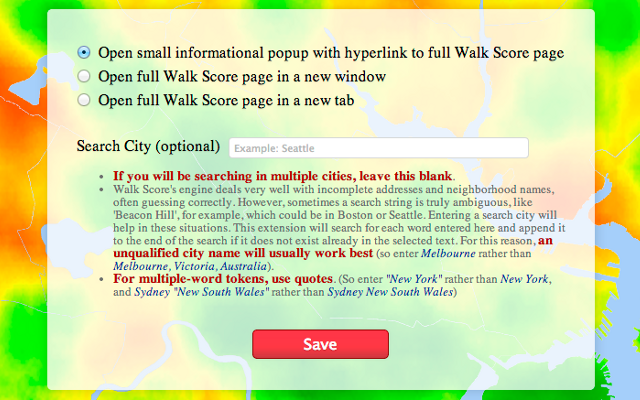 Open small informational popup with hyperlink to full Walk Score page
Open full Walk Score page in a new window
Open full Walk Score page in a new tab
Search City (optional) Example: Seattle
• If you will be searching in multiple cities, leave this blank.
• Walk Score's engine deals very well with incomplete addresses and neighborhood names,
often guessing correctly. However, sometimes a search string is truly ambiguous, like
'Beacon Hill', for example, which could be in Boston or Seattle. Entering a search city will
help in these situations. This extension will search for each word entered here and append it
to the end of the search if it does not exist already in the selected text. For this reason, an
unqualified city name will usually work best (so enter Melbourne rather than
Melbourne, Victoria, Australia).
• For multiple-word tokens, use quotes. (So enter "New York" rather than New York,
and Sydney "New South Wales" rather than Sydney New South Wales)
Save